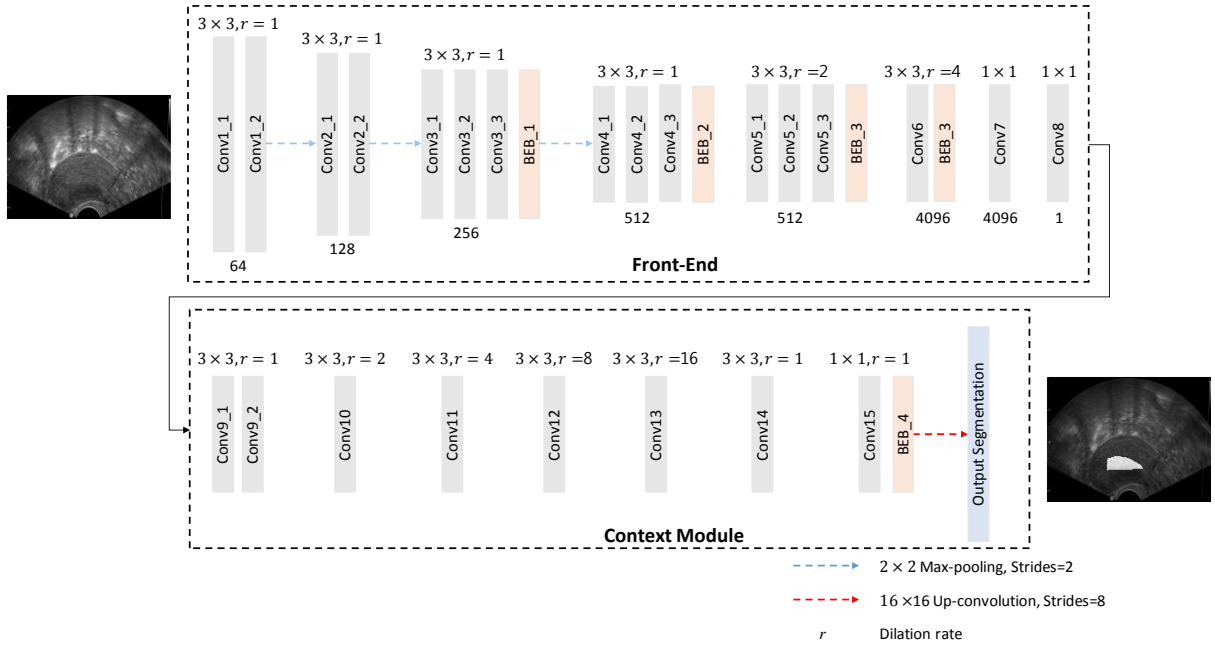 3 × 3, r = 1
3 × 3, r = 1
3 × 3, r = 1
3 × 3, r = 1
3 × 3, r =2
3 × 3, r =4
1 × 1
1 × 1
Conv1_1
Conv1_2
Conv2_1
Conv2_2
Conv3_1
Conv3_2
Conv3_3
BEB_1
Conv4_1
Conv4_2
Conv4_3
BEB_2
Conv5_1
Conv5_2
Conv5_3
BEB_3
Conv6
BEB_3
Conv7
Conv8
64
128
256
512
512
4096
4096
1
Front-End
3 × 3, r = 1
3 × 3, r = 2
3 × 3, r = 4
3 × 3, r =8
3 × 3, r =16
3 × 3, r = 1
1 × 1, r = 1
Conv9_1
Conv9_2
Conv10
Conv11
Conv12
Conv13
Conv14
Conv15
BEB_4
Output Segmentation
Context Module
2 × 2 Max-pooling, Strides=2
16 ×16 Up-convolution, Strides=8
r Dilation rate